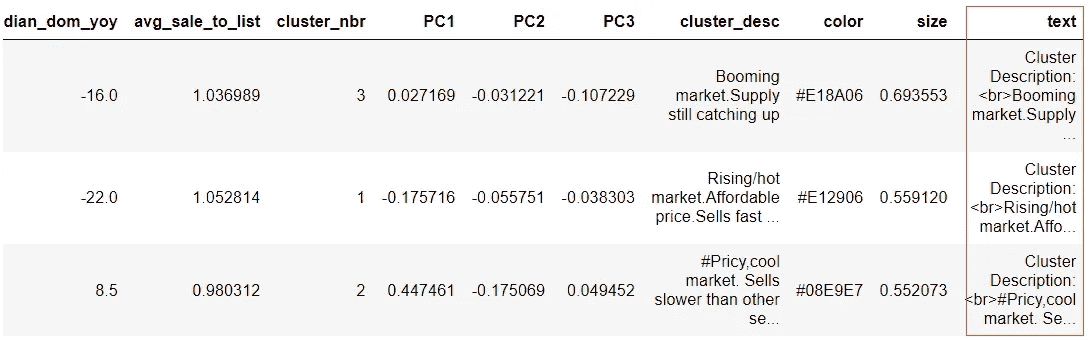 dian_dom_yoy avg_sale_to_list cluster_nbr PC1 PC2 PC3 cluster_desc color size text
-16.0 1.036989 3 0.027169 -0.031221 -0.107229 Booming market.Supply still catching up #E18A06 0.693553 Cluster Description: <br>Booming market.Supply ...
-22.0 1.052814 1 -0.175716 -0.055751 -0.038303 Rising/hot market.Affordable price.Sells fast ... #E12906 0.559120 Cluster Description: <br>Rising/hot market.Affo...
8.5 0.980312 2 0.447461 -0.175069 0.049452 #Pricy,cool market. Sells slower than other se... #08E9E7 0.552073 Cluster Description: <br>#Pricy,cool market. Se...